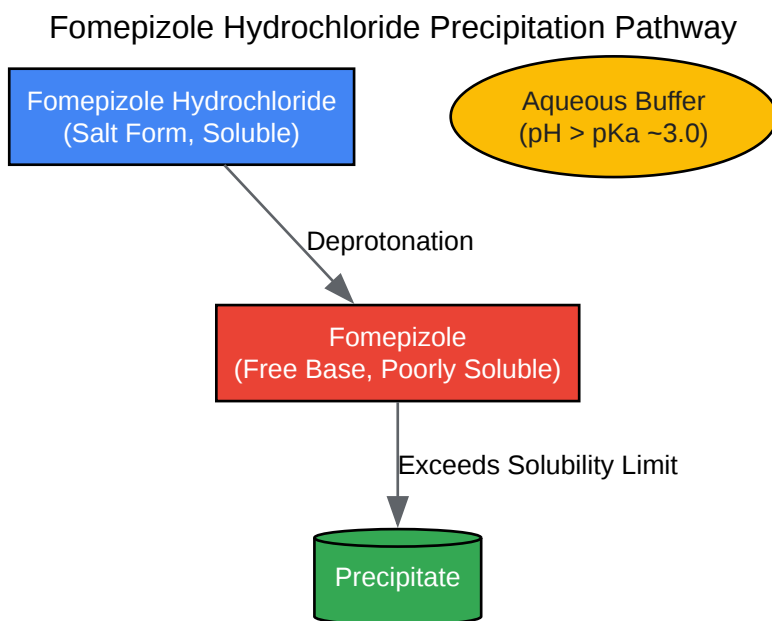 Fomepizole Hydrochloride Precipitation Pathway
Fomepizole Hydrochloride
(Salt Form, Soluble)
Aqueous Buffer
(pH > pKa ~3.0)
Deprotonation
Fomepizole
(Free Base, Poorly Soluble)
Exceeds Solubility Limit
Precipitate